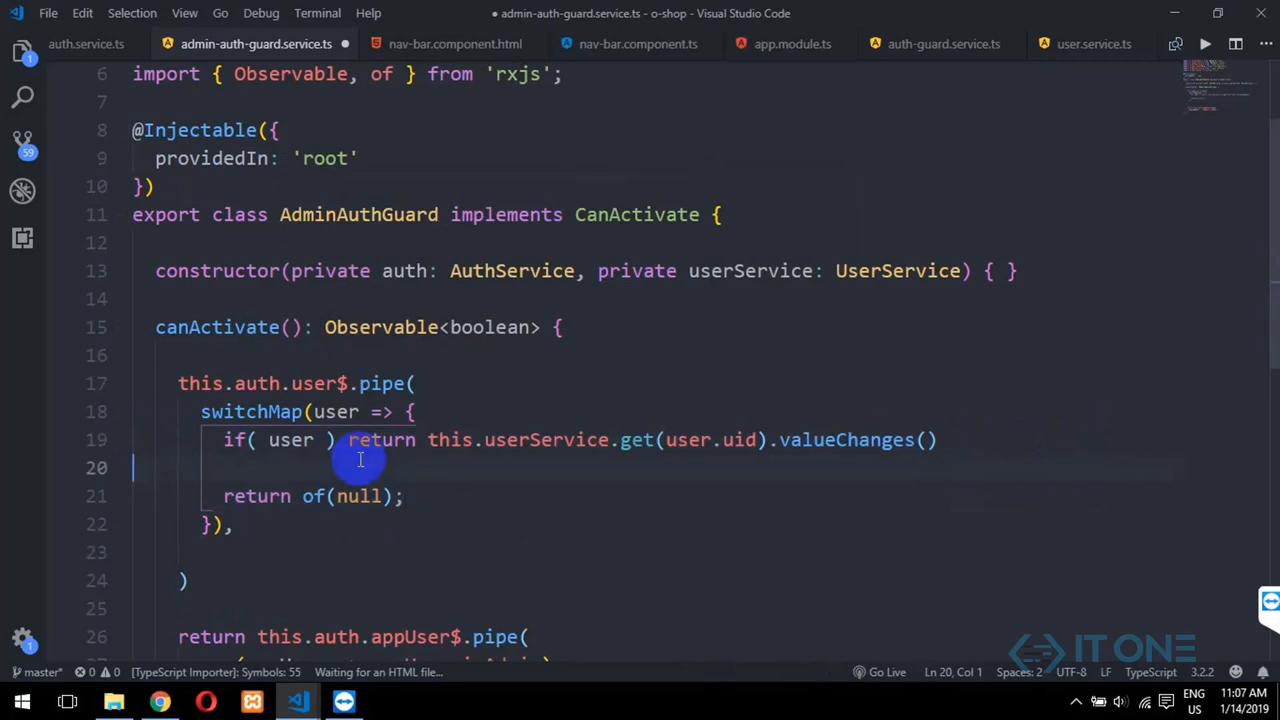 File Edit Selection View Go Debug Terminal Help ● admin-auth-guard.service.ts - o-shop - Visual Studio Code
1 auth.service.ts admin-auth-guard.service.ts nav-bar.component.html nav-bar.component.ts app.module.ts auth-guard.service.ts user.service.ts
6 import { Observable, of } from 'rxjs';
7
8 @Injectable({
59
9 providedIn: 'root'
10 })
11 export class AdminAuthGuard implements CanActivate {
12
13 constructor(private auth: AuthService, private userService: UserService) { }
14
15 canActivate(): Observable<boolean> {
16
17 this.auth.user$.pipe(
18 switchMap(user => {
19 if( user ) return this.userService.get(user.uid).valueChanges()
20
21 return of(null);
22 }),
23
24 )
25
26 return this.auth.appUser$.pipe(
1
IT ONE
master* 0 0 [TypeScript Importer]: Symbols: 55 Waiting for an HTML file... Go Live Ln 20, Col 1 Spaces: 2 UTF-8 LF TypeScript 3.2.2
ENG 11:07 AM
US 1/14/2019